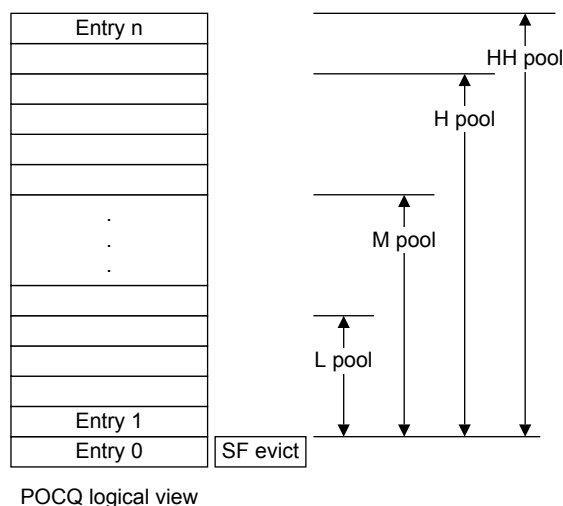 Entry n
HH pool
H pool
M pool
.
.
.
L pool
Entry 1
Entry 0
SF evict
POCQ logical view